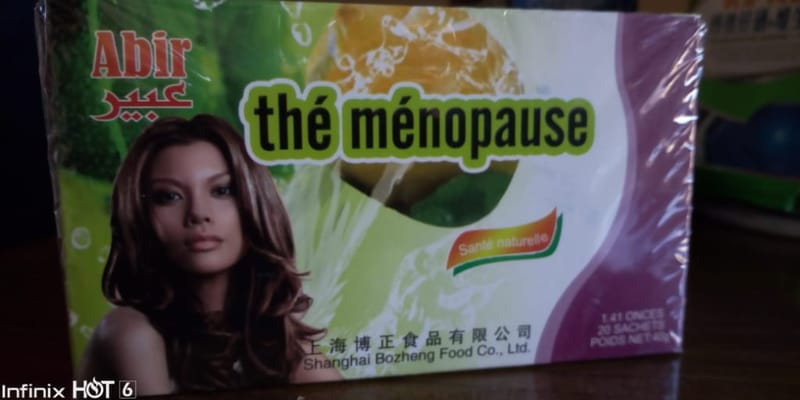 Abir
عبير
thé ménopause
Santé naturelle
1.41 ONCES
20 SACHETS
POIDS NET:40g
上海博正食品有限公司
Shanghai Bozheng Food Co., Ltd.
Infinix HOT 6